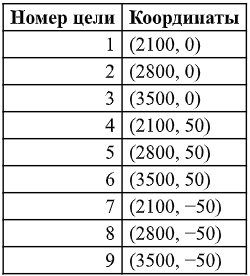 Номер цели Координаты
1 (2100, 0)
2 (2800, 0)
3 (3500, 0)
4 (2100, 50)
5 (2800, 50)
6 (3500, 50)
7 (2100, −50)
8 (2800, −50)
9 (3500, −50)